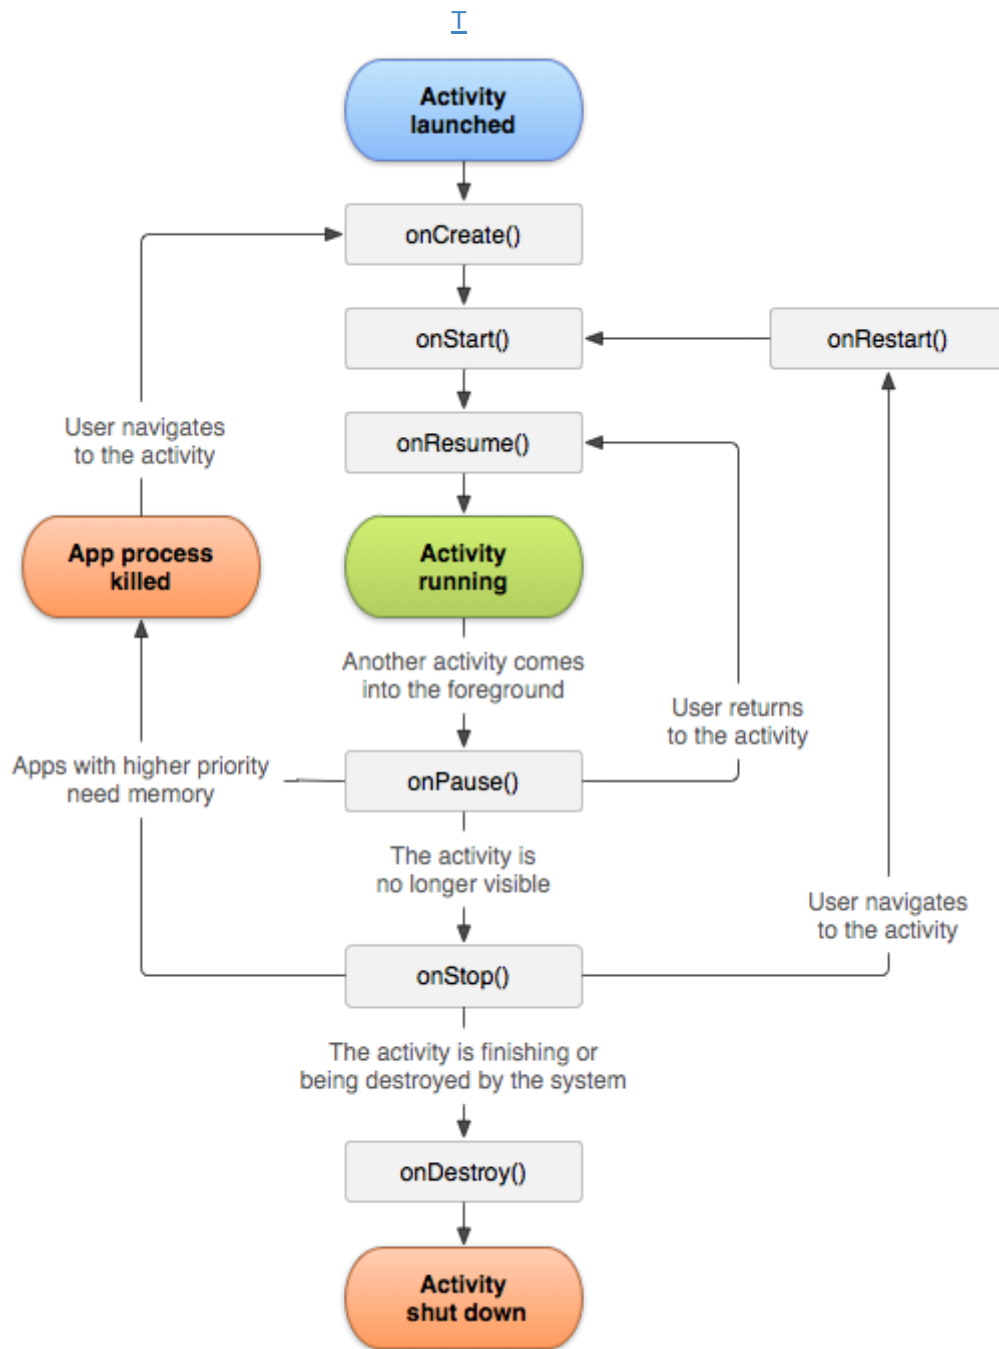 T
Activity
launched
onCreate()
onStart()
onRestart()
User navigates
to the activity
onResume()
App process
killed
Activity
running
Another activity comes
into the foreground
User returns
to the activity
Apps with higher priority
need memory
onPause()
The activity is
no longer visible
User navigates
to the activity
onStop()
The activity is finishing or
being destroyed by the system
onDestroy()
Activity
shut down